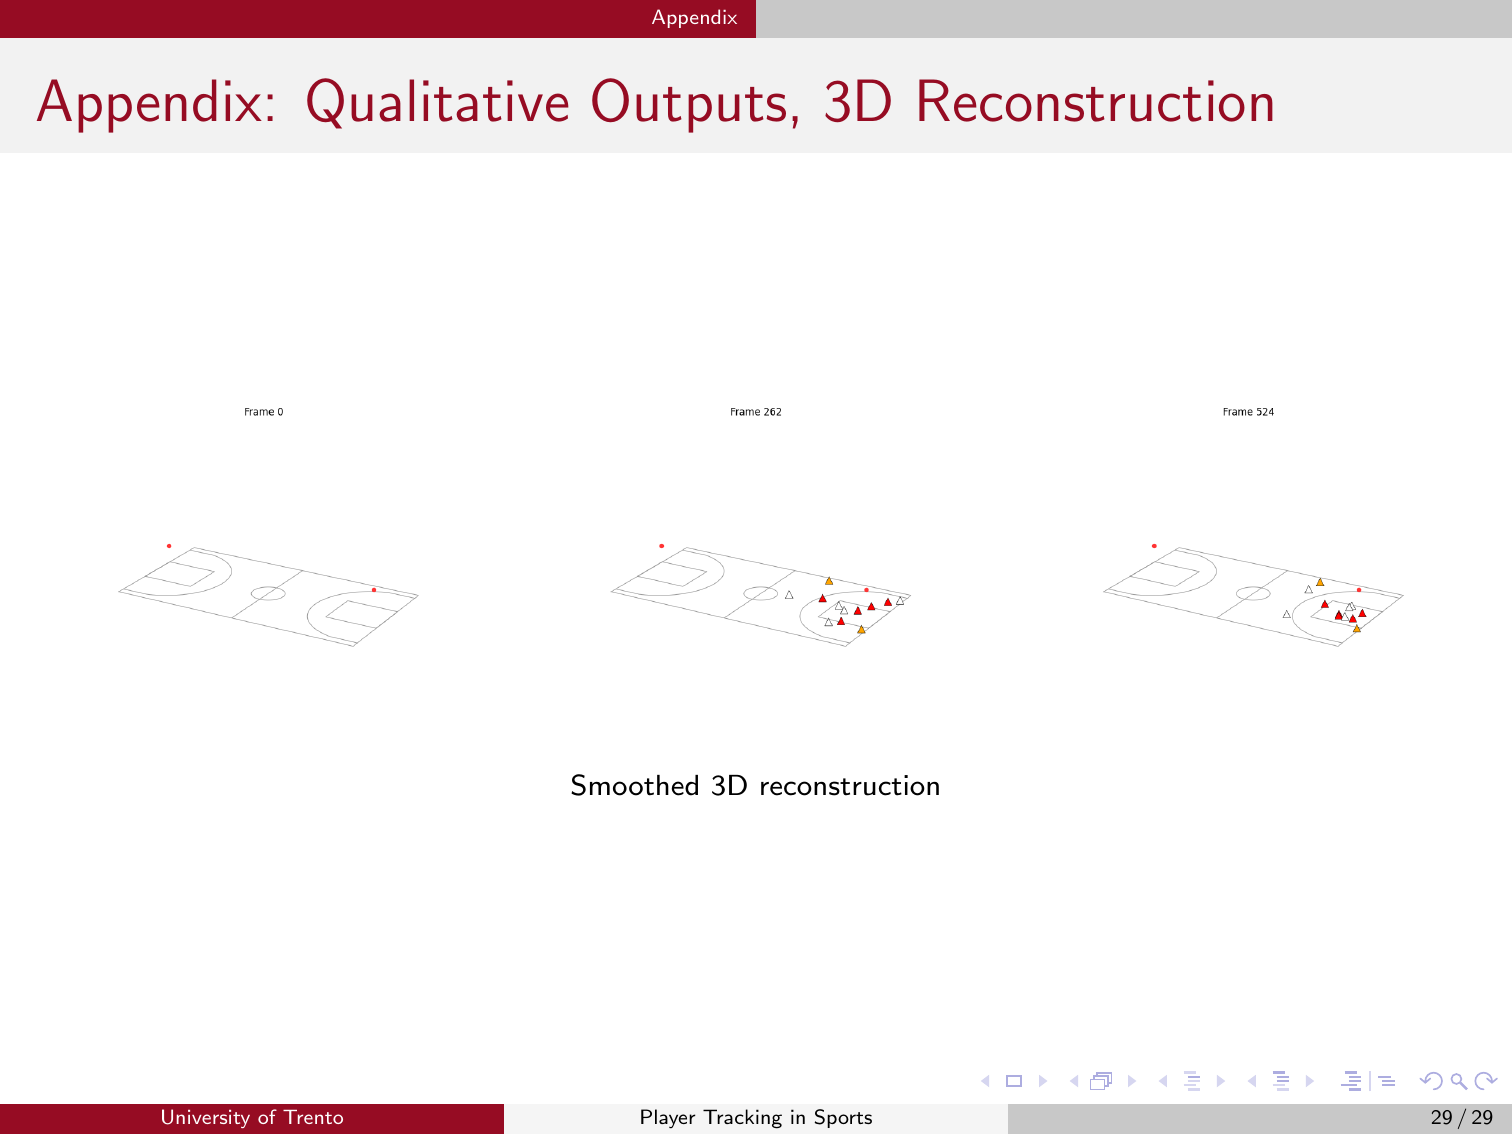 Appendix
Appendix: Qualitative Outputs, 3D Reconstruction
Frame 0
Frame 262
Frame 524
Smoothed 3D reconstruction
University of Trento
Player Tracking in Sports
29 / 29